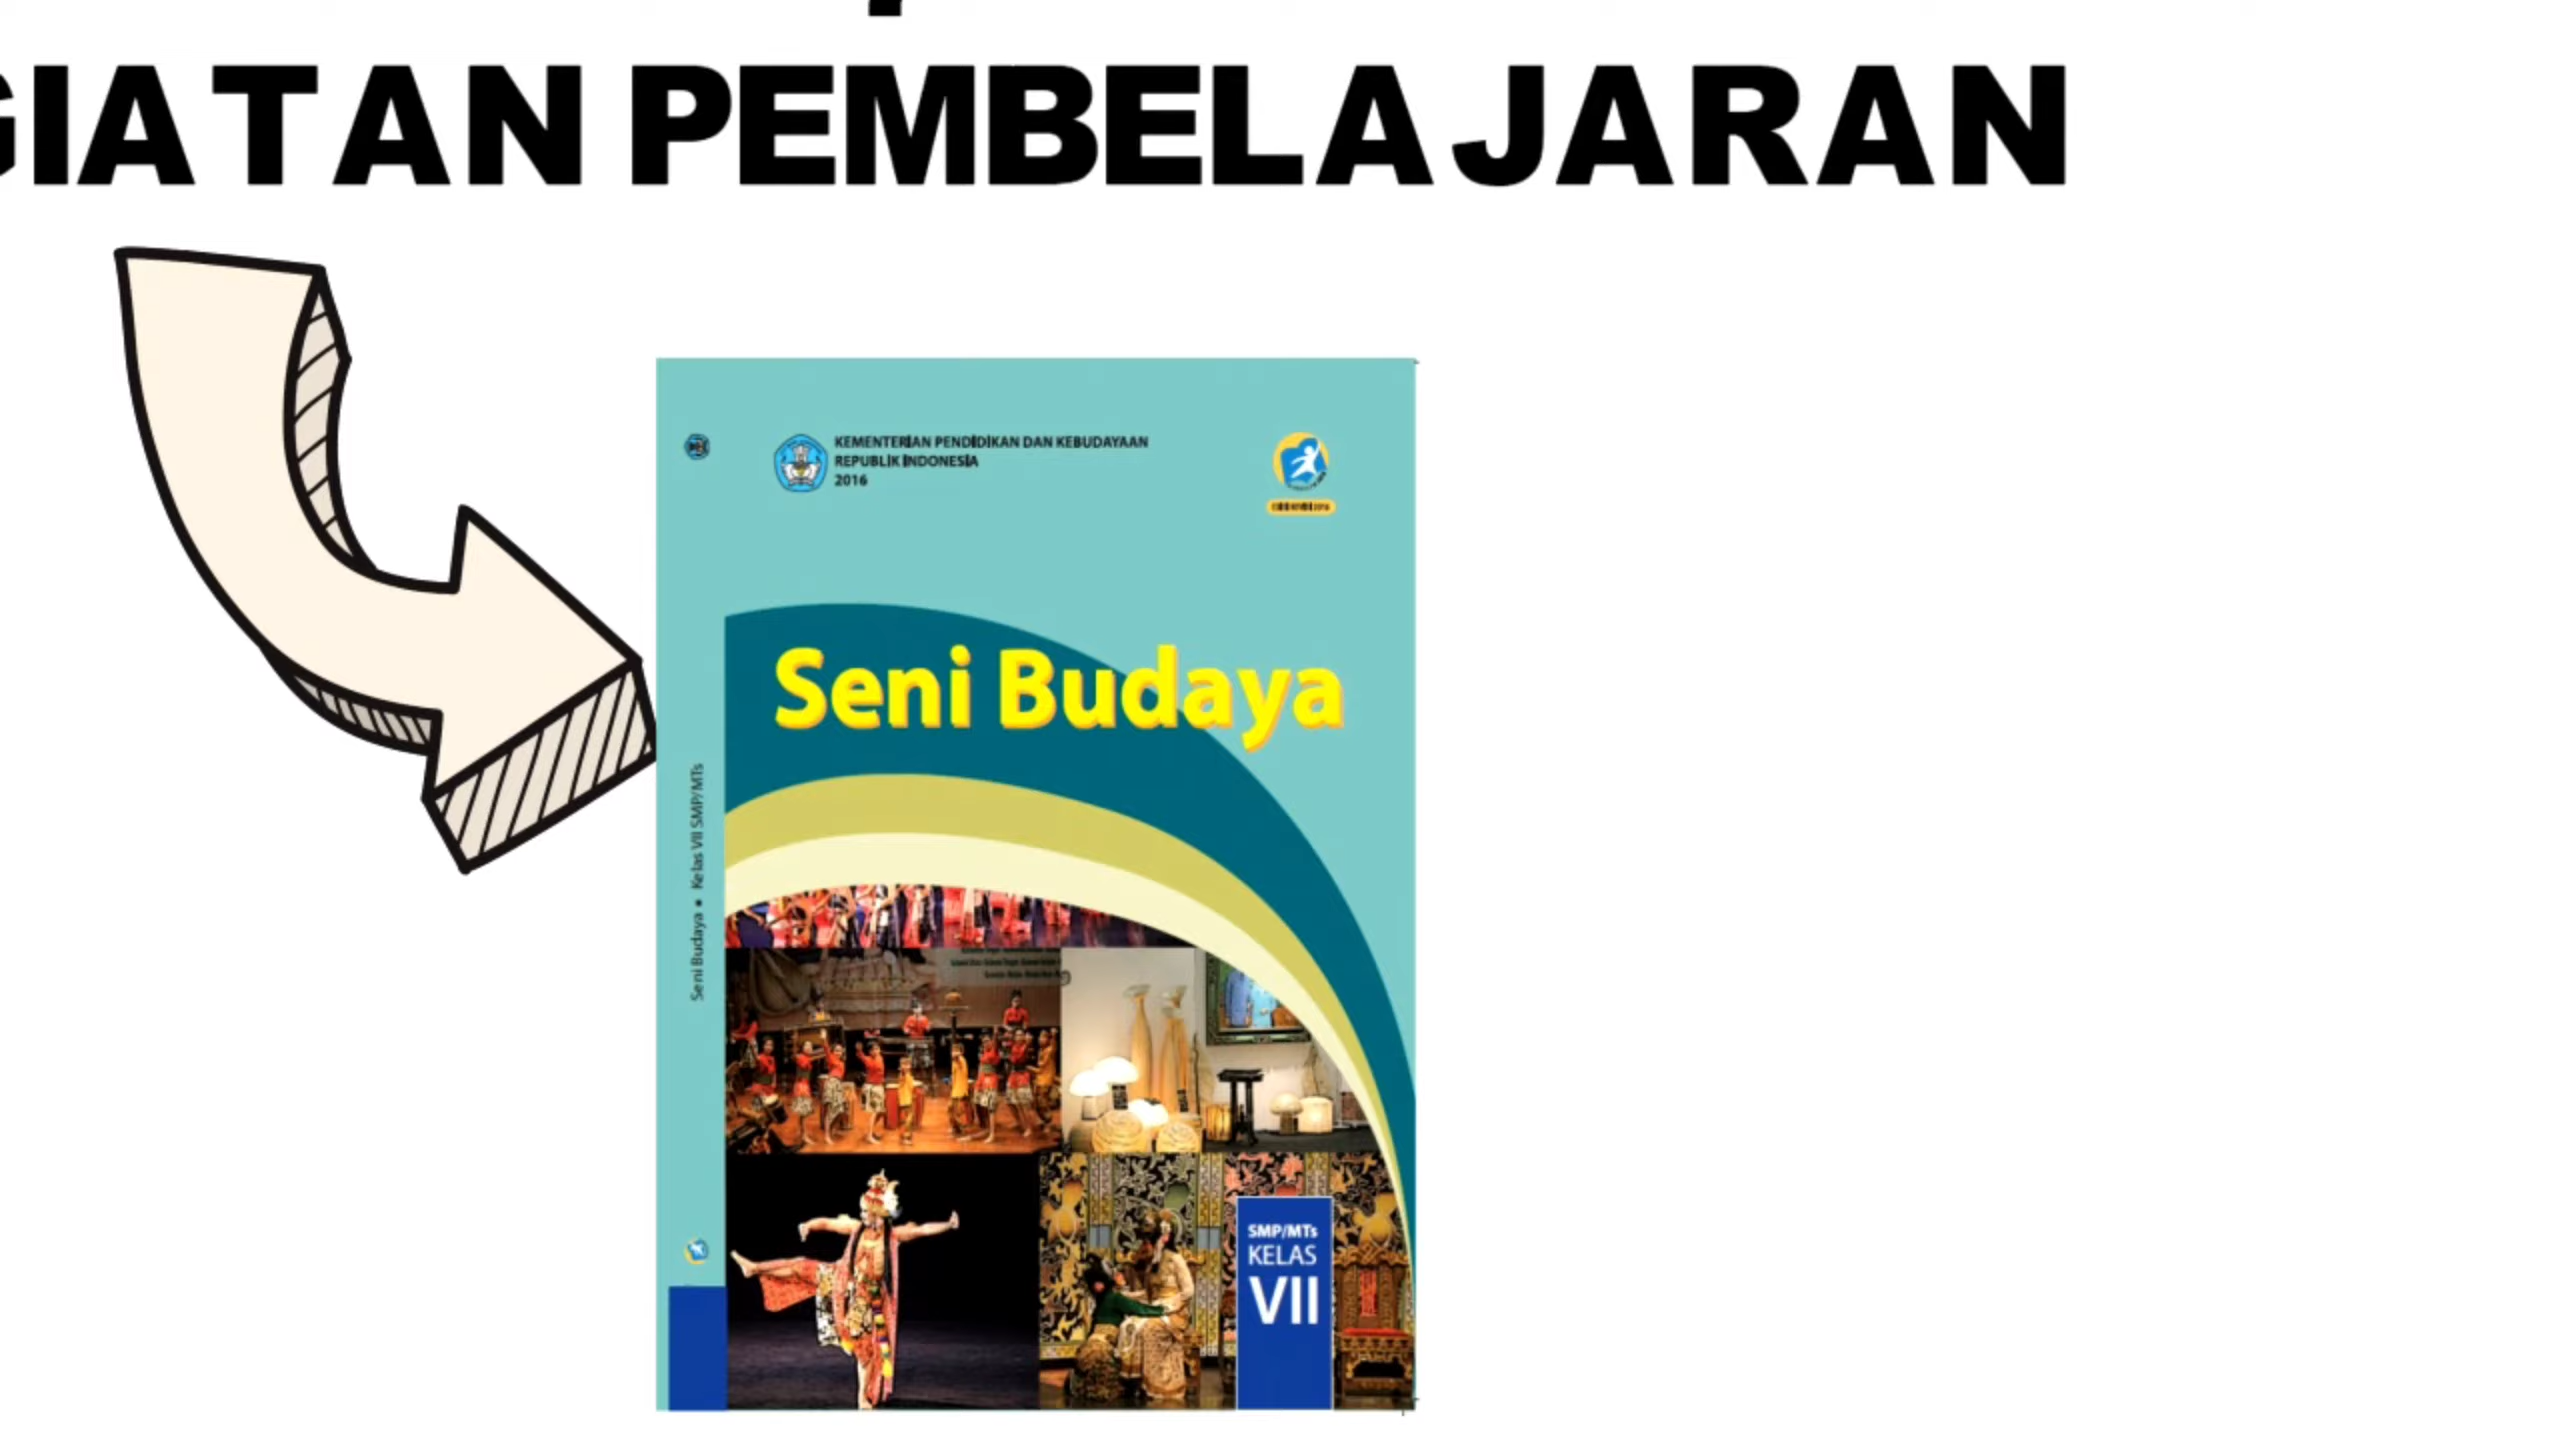 GIATAN PEMBELAJARAN
KEMENTERIAN PENDIDIKAN DAN KEBUDAYAAN
REPUBLIK INDONESIA
2016
Seni Budaya
Seni Budaya • Kelas VII SMP/MTs
SMP/MTs
KELAS
VII